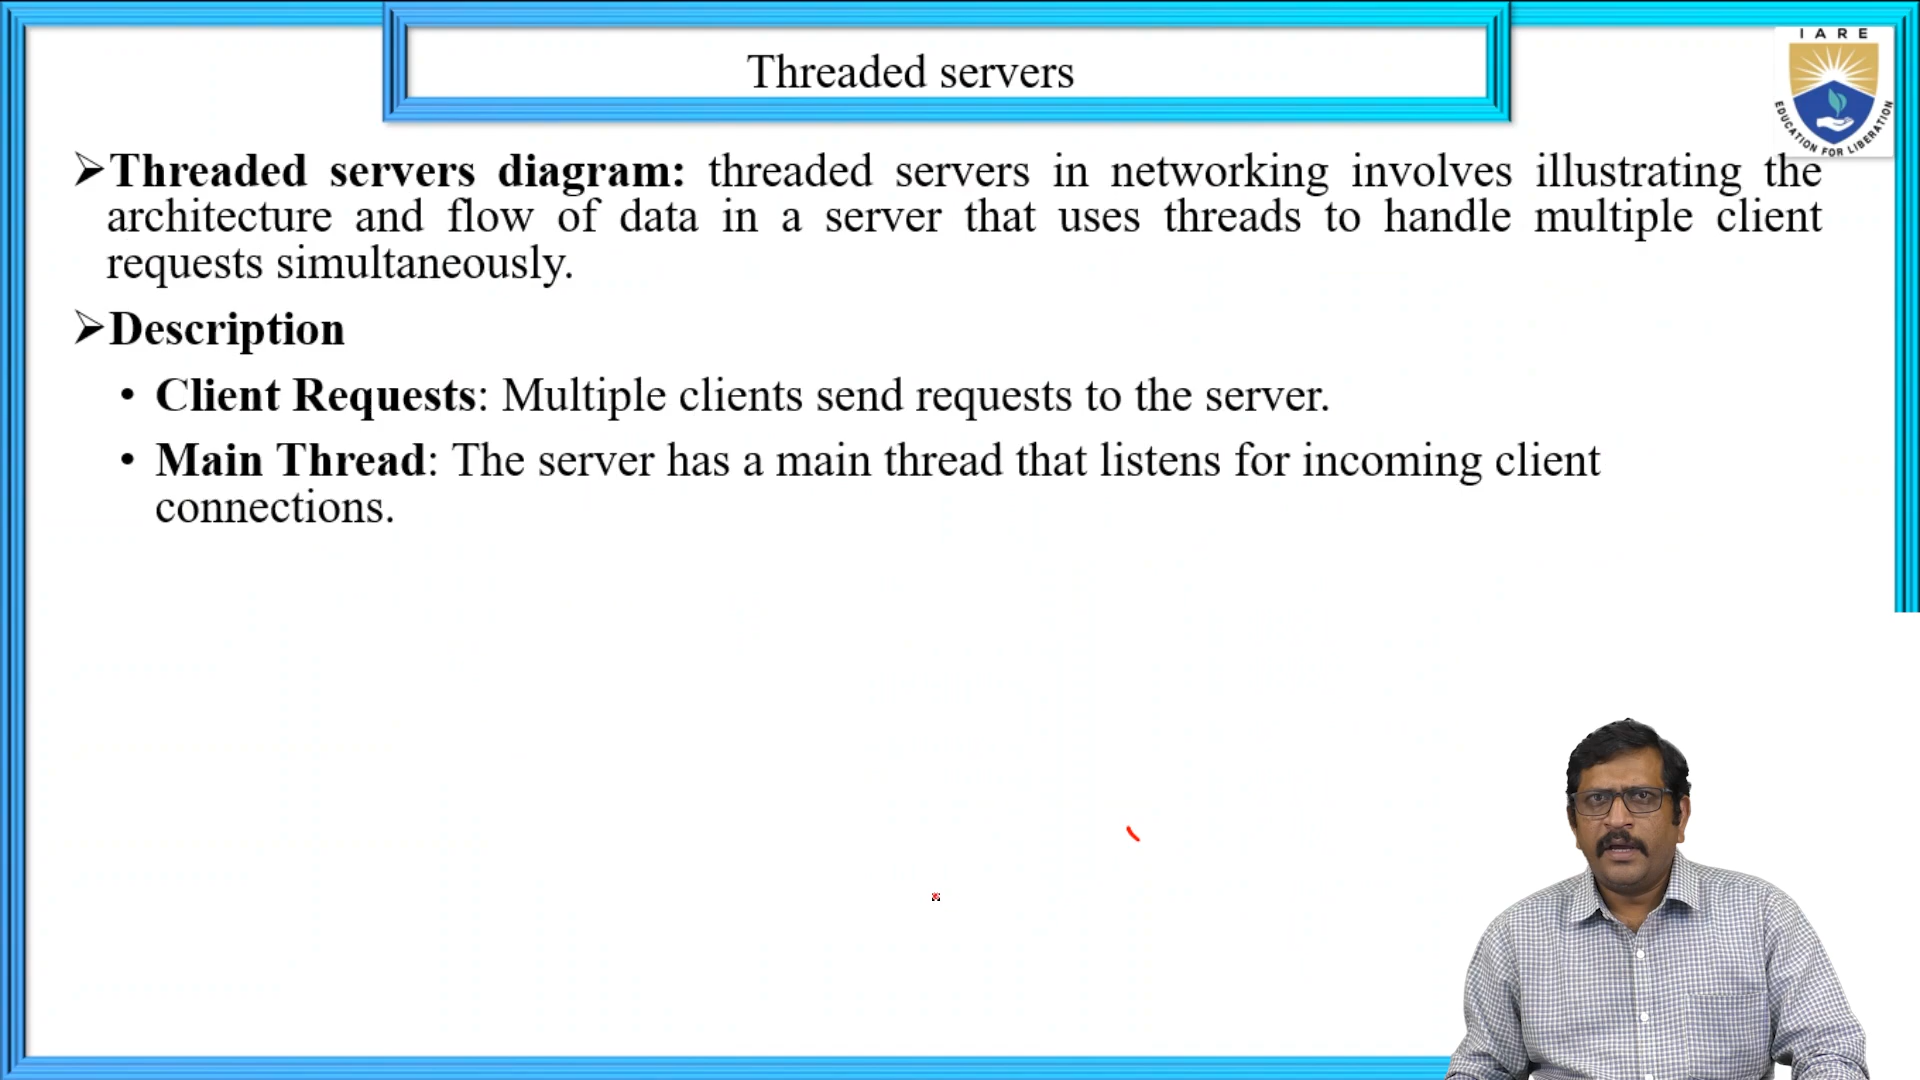 Threaded servers
IARE
EDUCATION FOR LIBERATION
➢Threaded servers diagram: threaded servers in networking involves illustrating the
architecture and flow of data in a server that uses threads to handle multiple client
requests simultaneously.
➢Description
• Client Requests: Multiple clients send requests to the server.
• Main Thread: The server has a main thread that listens for incoming client
connections.